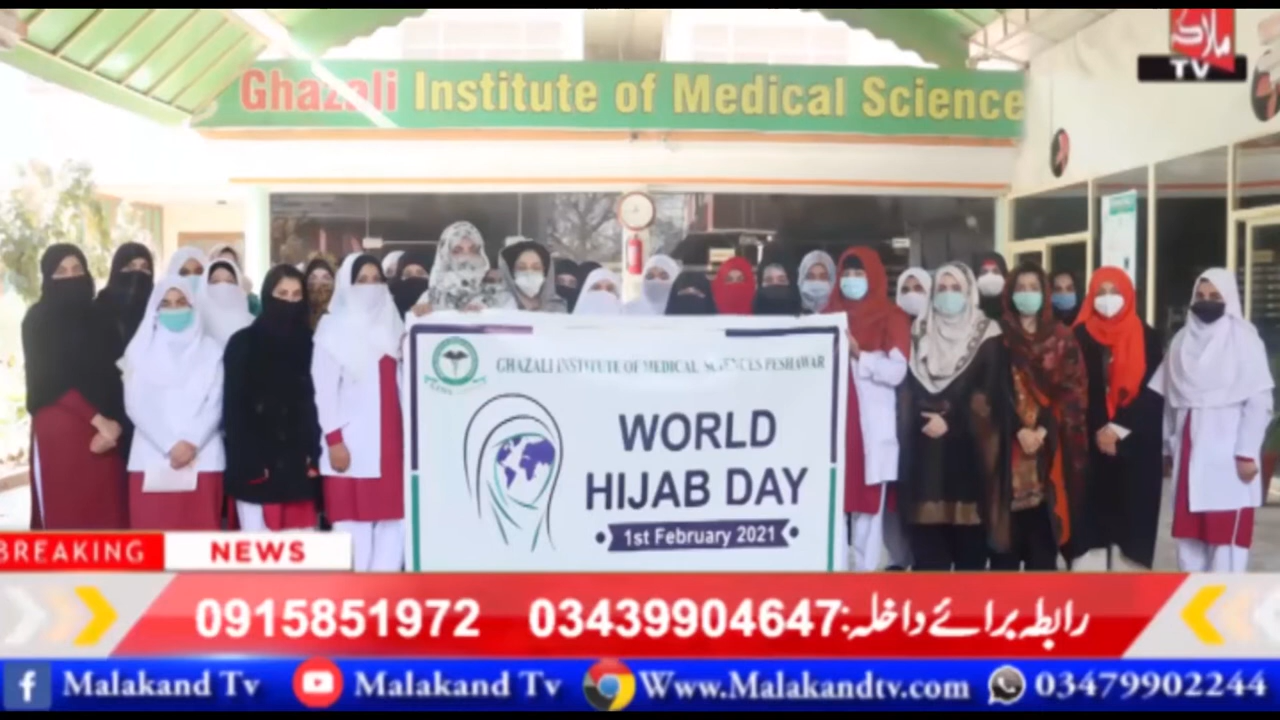 ملاکنڈ
TV
Ghazali Institute of Medical Science
GHAZALI INSTITUTE OF MEDICAL SCIENCES PESHAWAR
WORLD
HIJAB DAY
1st February 2021
BREAKING NEWS
رابطہ برائے داخلہ: 03439904647 0915851972
Malakand Tv Malakand Tv Www.Malakandtv.com 03479902244